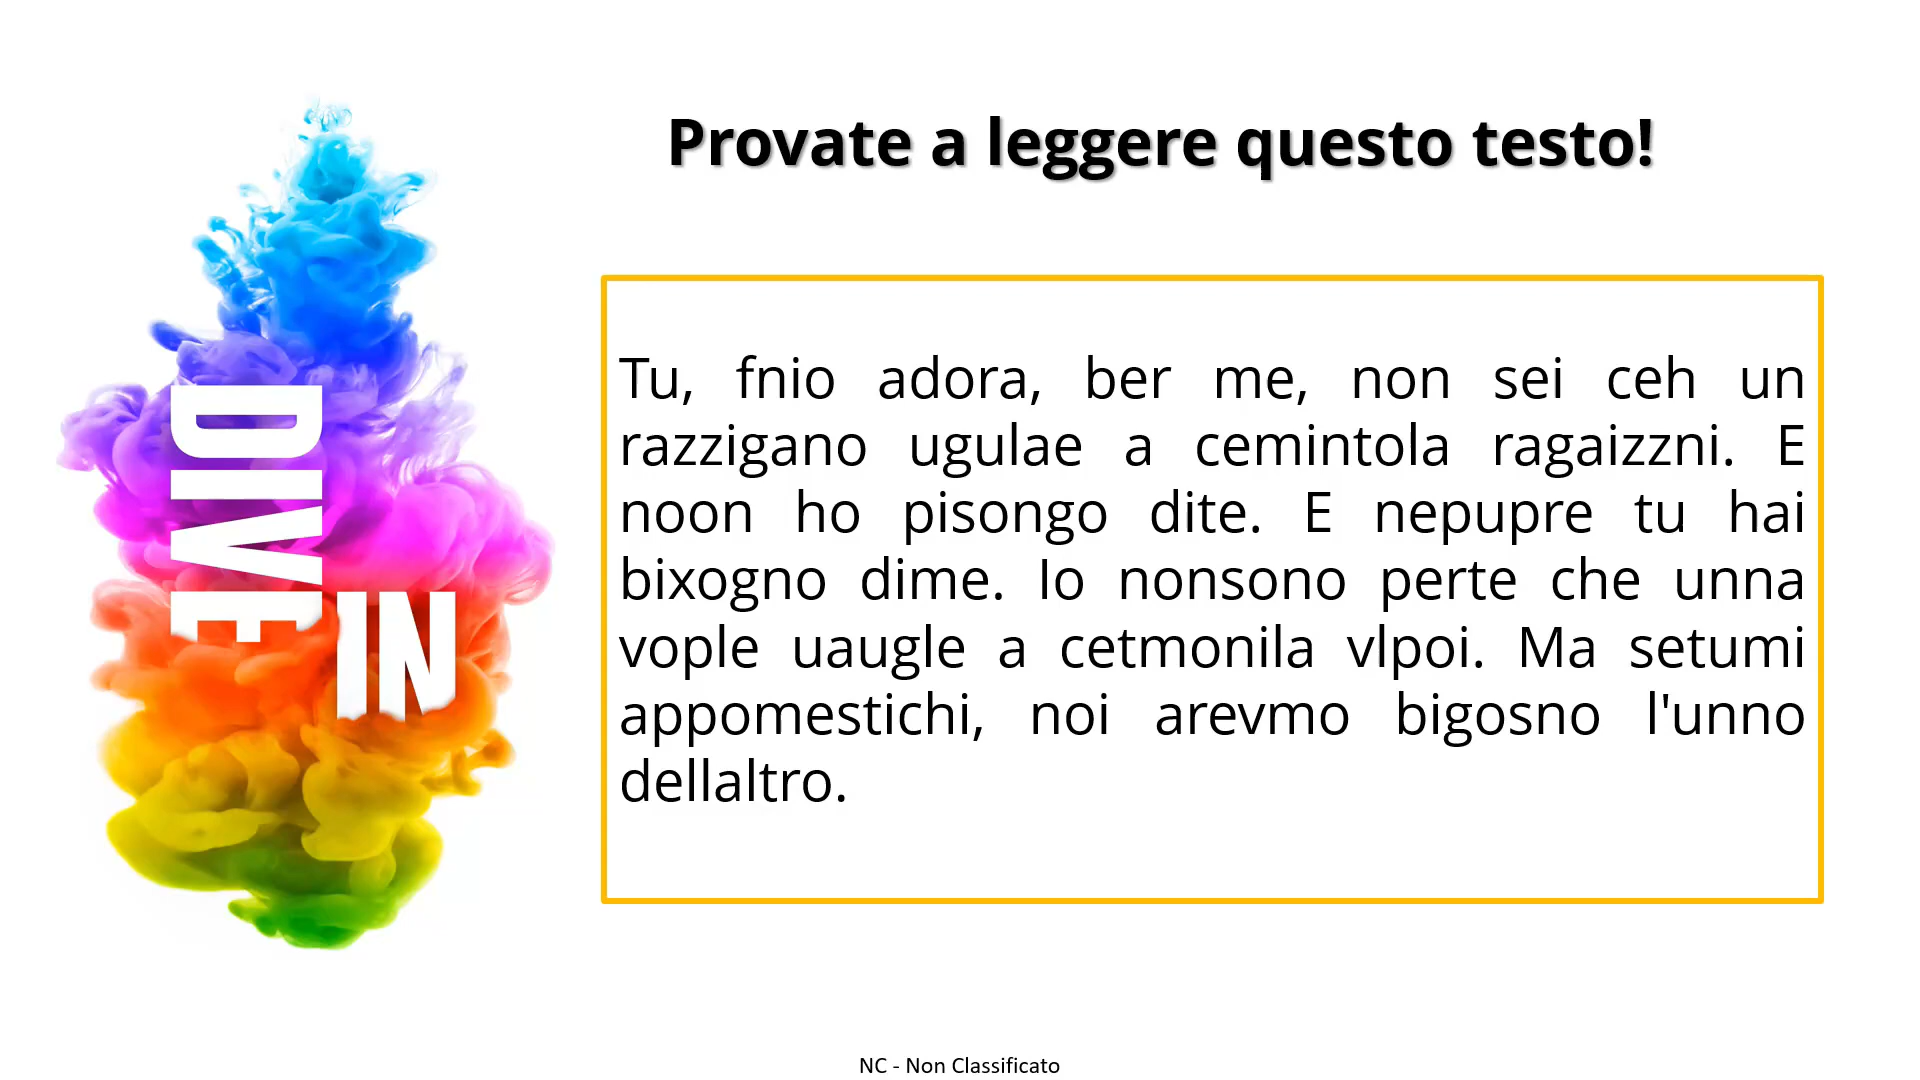 Provate a leggere questo testo!
Tu, fnio adora, ber me, non sei ceh un
razzigano ugulae a cemintola ragaizzni. E
noon ho pisongo dite. E nepupre tu hai
bixogno dime. Io nonsono perte che unna
vople uaugle a cetmonila vlpoi. Ma setumi
appomestichi, noi arevmo bigosno l'unno
dellaltro.
DIVE
IN
NC - Non Classificato